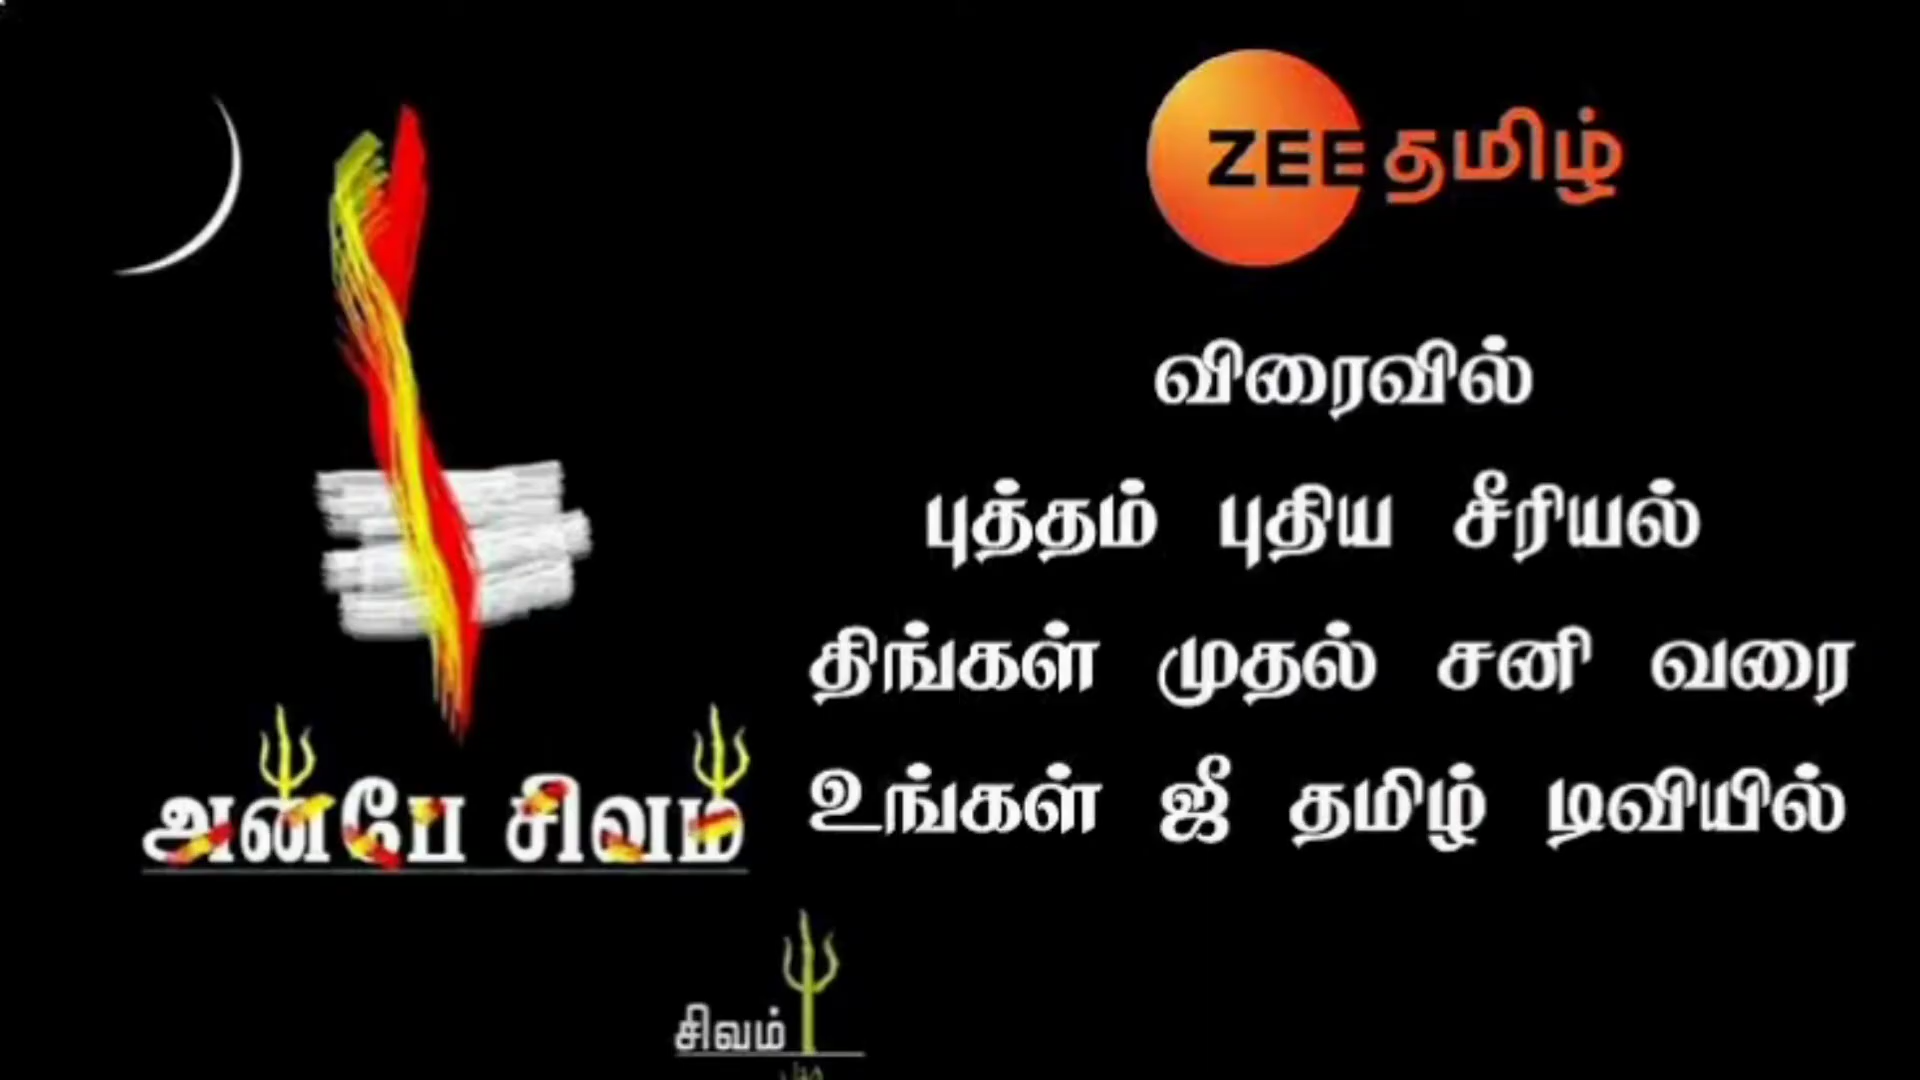 ZEE தமிழ்
விரைவில்
புத்தம் புதிய சீரியல்
திங்கள் முதல் சனி வரை
உங்கள் ஜீ தமிழ் டிவியில்
அன்பே சிவம்
சிவம்